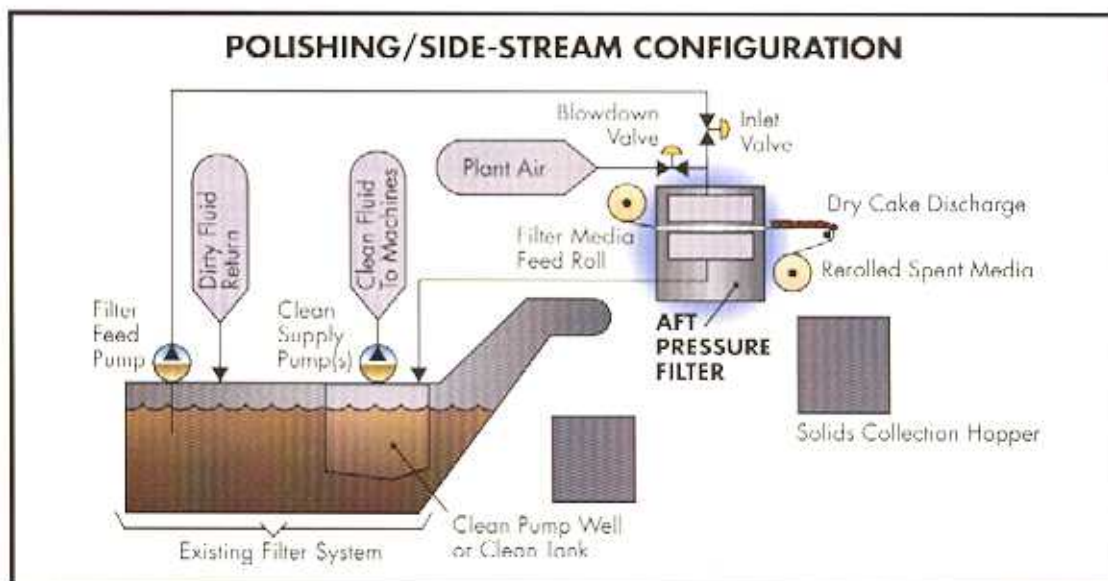 POLISHING/SIDE-STREAM CONFIGURATION
Blowdown
Valve
Inlet
Valve
Plant Air
Dirty Fluid
Return
Clean Fluid
To Machines
Filter Media
Feed Roll
Dry Cake Discharge
Rerolled Spent Media
Filter
Feed
Pump
Clean
Supply
Pump(s)
AFT
PRESSURE
FILTER
Solids Collection Hopper
Clean Pump Well
or Clean Tank
Existing Filter System